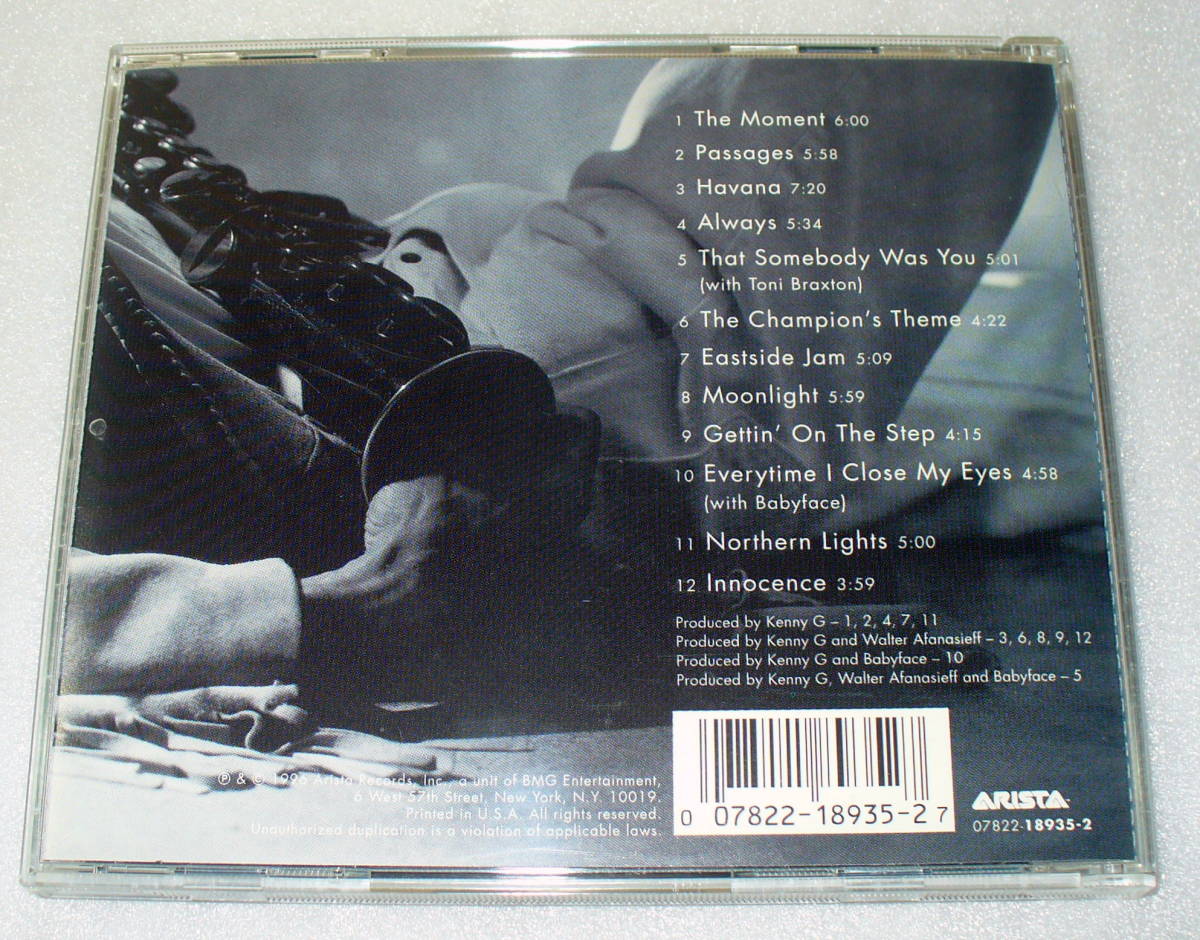 1 The Moment 6:00
2 Passages 5:58
3 Havana 7:20
4 Always 5:34
5 That Somebody Was You 5:01
(with Toni Braxton)
6 The Champion's Theme 4:22
7 Eastside Jam 5:09
8 Moonlight 5:59
9 Gettin' On The Step 4:15
10 Everytime I Close My Eyes 4:58
(with Babyface)
11 Northern Lights 5:00
12 Innocence 3:59
Produced by Kenny G – 1, 2, 4, 7, 11
Produced by Kenny G and Walter Afanasieff – 3, 6, 8, 9, 12
Produced by Kenny G and Babyface – 10
Produced by Kenny G, Walter Afanasieff and Babyface – 5
℗ & © 1996 Arista Records, Inc., a unit of BMG Entertainment,
6 West 57th Street, New York, N.Y. 10019.
Printed in U.S.A. All rights reserved.
Unauthorized duplication is a violation of applicable laws.
0 07822-18935-2 7
ARISTA
07822-18935-2